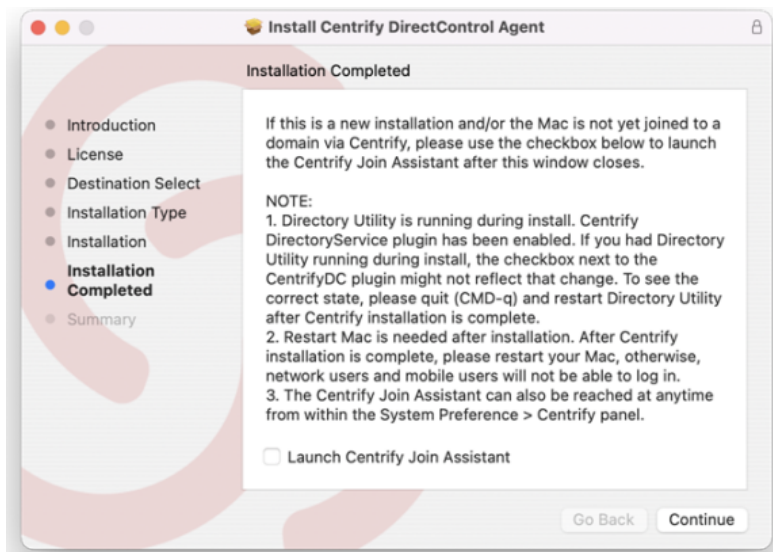 Install Centrify DirectControl Agent
Installation Completed
Introduction
License
Destination Select
Installation Type
Installation
Installation
Completed
Summary
If this is a new installation and/or the Mac is not yet joined to a
domain via Centrify, please use the checkbox below to launch
the Centrify Join Assistant after this window closes.
NOTE:
1. Directory Utility is running during install. Centrify
DirectoryService plugin has been enabled. If you had Directory
Utility running during install, the checkbox next to the
CentrifyDC plugin might not reflect that change. To see the
correct state, please quit (CMD-q) and restart Directory Utility
after Centrify installation is complete.
2. Restart Mac is needed after installation. After Centrify
installation is complete, please restart your Mac, otherwise,
network users and mobile users will not be able to log in.
3. The Centrify Join Assistant can also be reached at anytime
from within the System Preference > Centrify panel.
Launch Centrify Join Assistant
Go Back
Continue